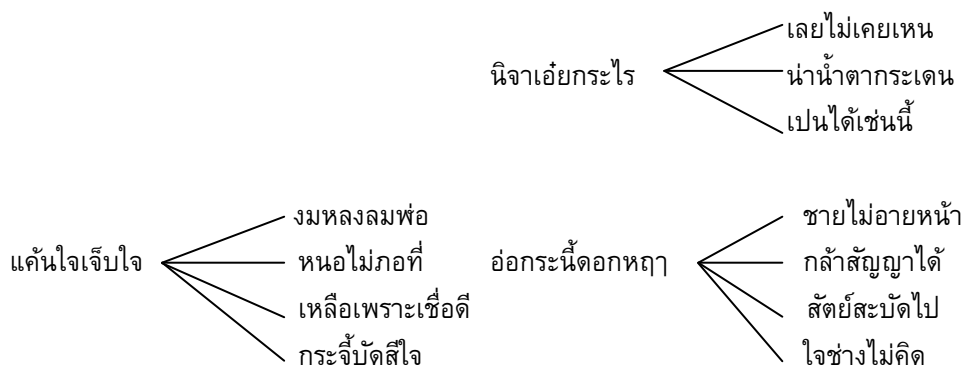 นิจาเอ๋ยกระไร
เลยไม่เคยเหน
น่าน้ำตากระเดน
เปนได้เช่นนี้
แค้นใจเจ็บใจ
งมหลงลมพ่อ
หนอไม่ภอที่
เหลือเพราะเชื่อดี
กระจี้บัดสีใจ
อ่อกระนี้ดอกหฤๅ
ชายไม่อายหน้า
กล้าสัญญาได้
สัตย์สะบัดไป
ใจช่างไม่คิด